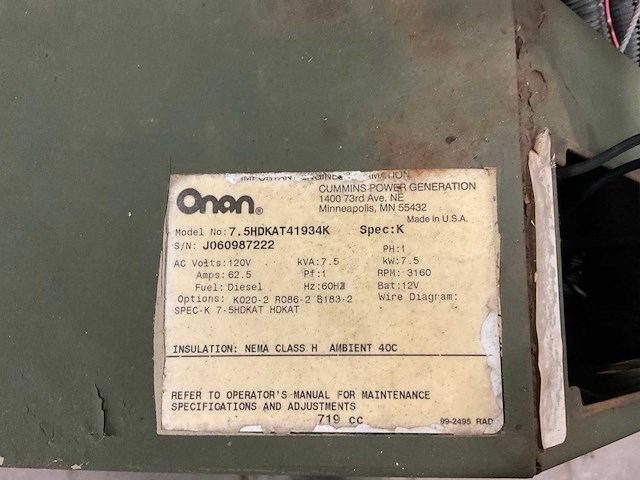 CUMMINS POWER GENERATION
Onan® 1400 73rd Ave. NE
Minneapolis, MN 55432
Made in U.S.A.
Model No: 7.5HDKAT41934K Spec: K
S/N: J060987222 PH:1
AC Volts: 120V kVA: 7.5 kW: 7.5
Amps: 62.5 Pf: 1 RPM: 3160
Fuel: Diesel Hz: 60HZ Bat: 12V
Options: K020-2 R086-2 B183-2 Wire Diagram:
SPEC-K 7-5HDKAT HDKAT
INSULATION: NEMA CLASS H AMBIENT 40C
REFER TO OPERATOR'S MANUAL FOR MAINTENANCE
SPECIFICATIONS AND ADJUSTMENTS
719 cc 99-2495 RAD